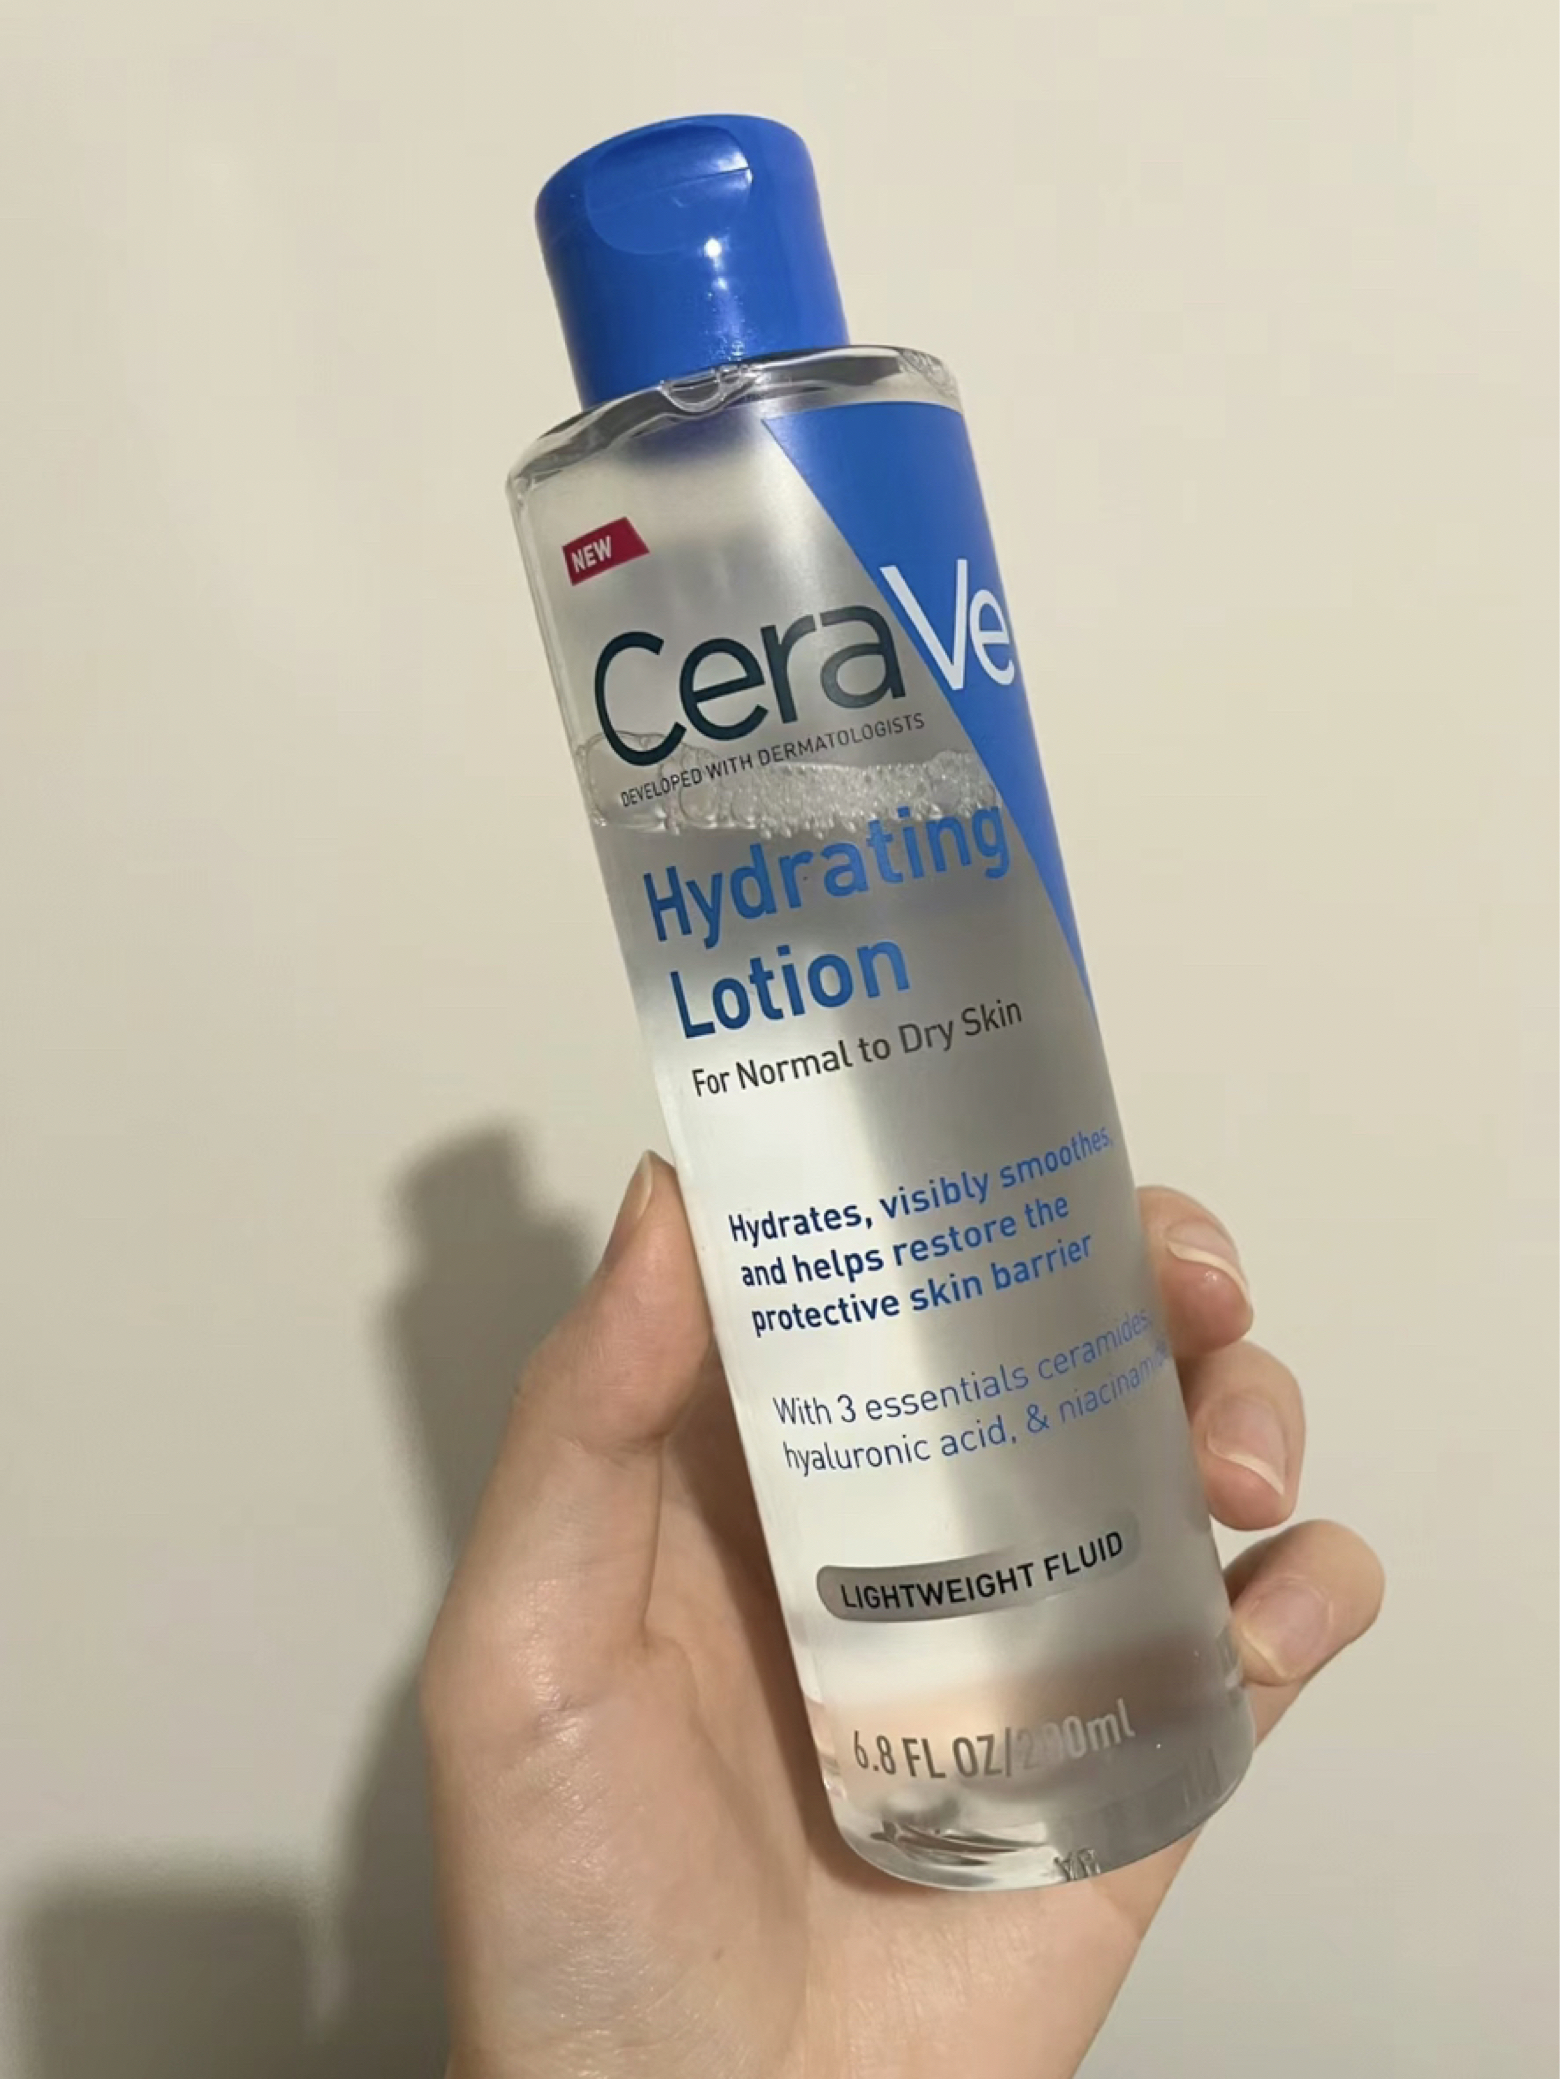 NEW
CeraVe
DEVELOPED WITH DERMATOLOGISTS
Hydrating
Lotion
For Normal to Dry Skin
Hydrates, visibly smoothes,
and helps restore the
protective skin barrier
With 3 essentials ceramides,
hyaluronic acid, &
LIGHTWEIGHT FLUID
6.8 FL OZ/200ml